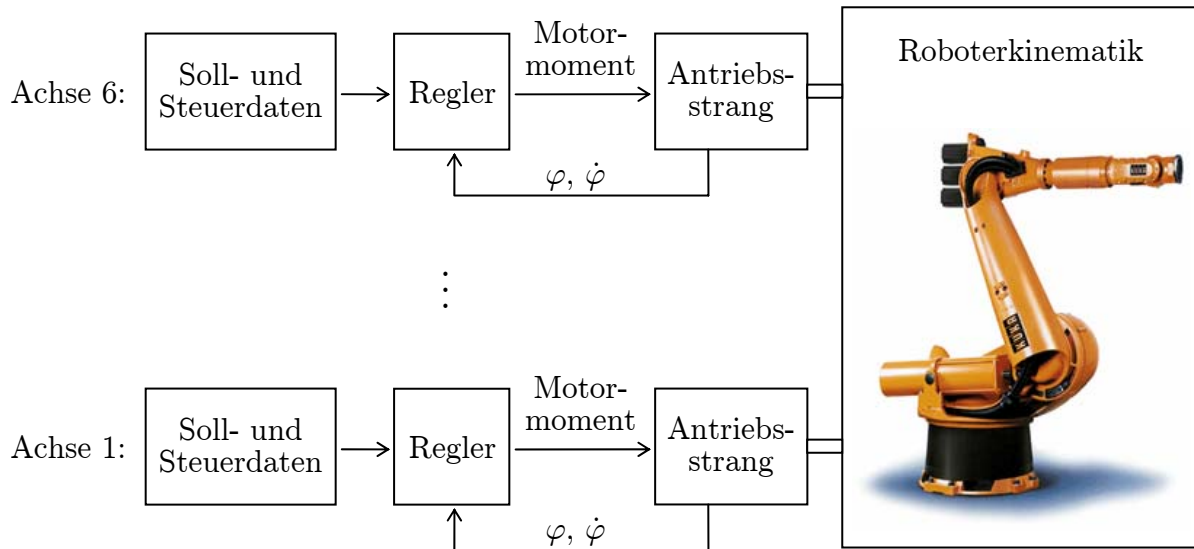 Achse 6:
Soll- und
Steuerdaten
Regler
Motor-
moment
Antriebs-
strang
φ, φ̇
Roboterkinematik
⋮
Achse 1:
Soll- und
Steuerdaten
Regler
Motor-
moment
Antriebs-
strang
φ, φ̇
KUKA